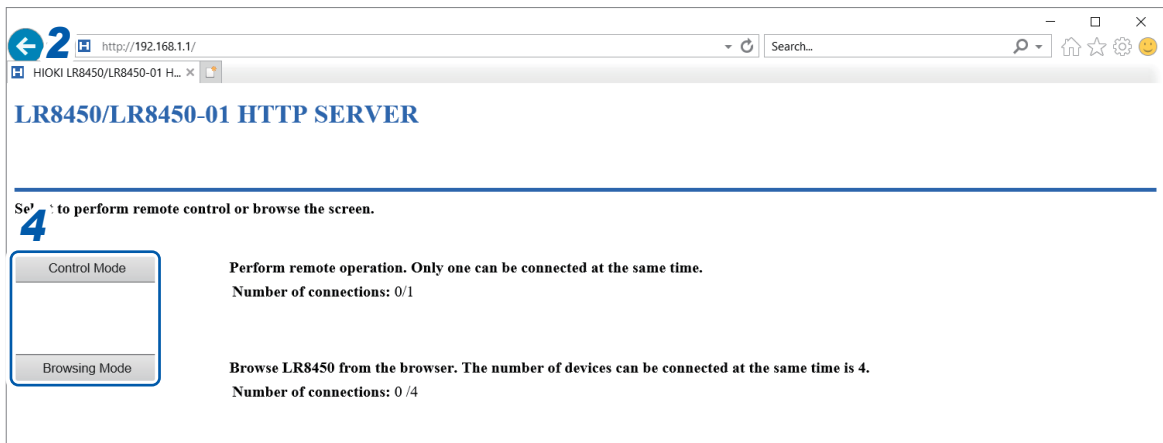 2
http://192.168.1.1/
Search...
HIOKI LR8450/LR8450-01 H...
LR8450/LR8450-01 HTTP SERVER
to perform remote control or browse the screen.
4
Control Mode
Perform remote operation. Only one can be connected at the same time.
Number of connections: 0/1
Browsing Mode
Browse LR8450 from the browser. The number of devices can be connected at the same time is 4.
Number of connections: 0 /4